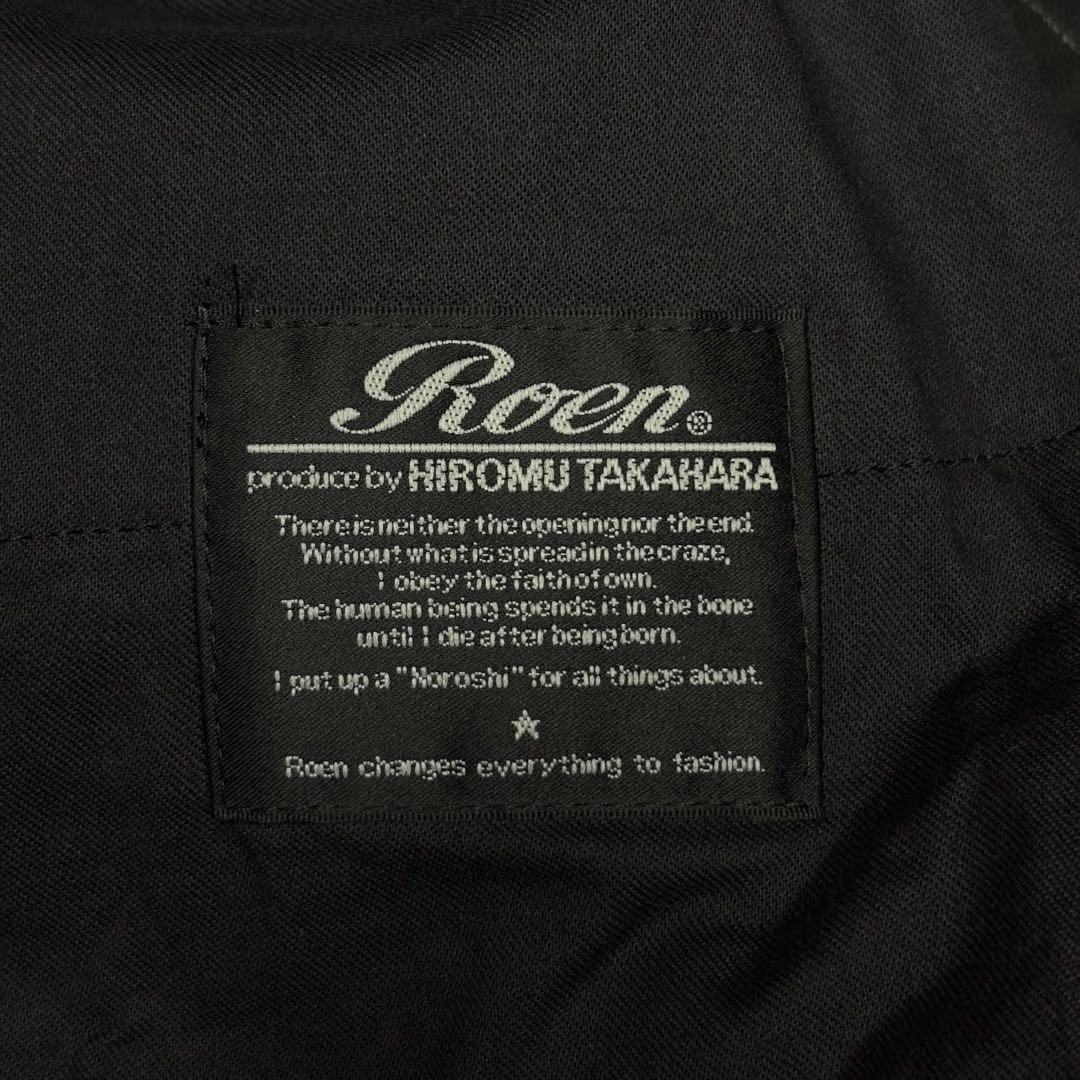 Roen®
produce by HIROMU TAKAHARA
There is neither the opening nor the end.
Without what is spread in the craze,
I obey the faith of own.
The human being spends it in the bone
until I die after being born.
I put up a "Noroshi" for all things about.
Roen changes everything to fashion.